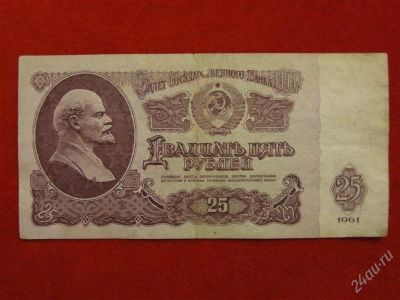 Билет Государственного Банка СССР
Двадцать пять
рублей
25
25
1961
24au.ru